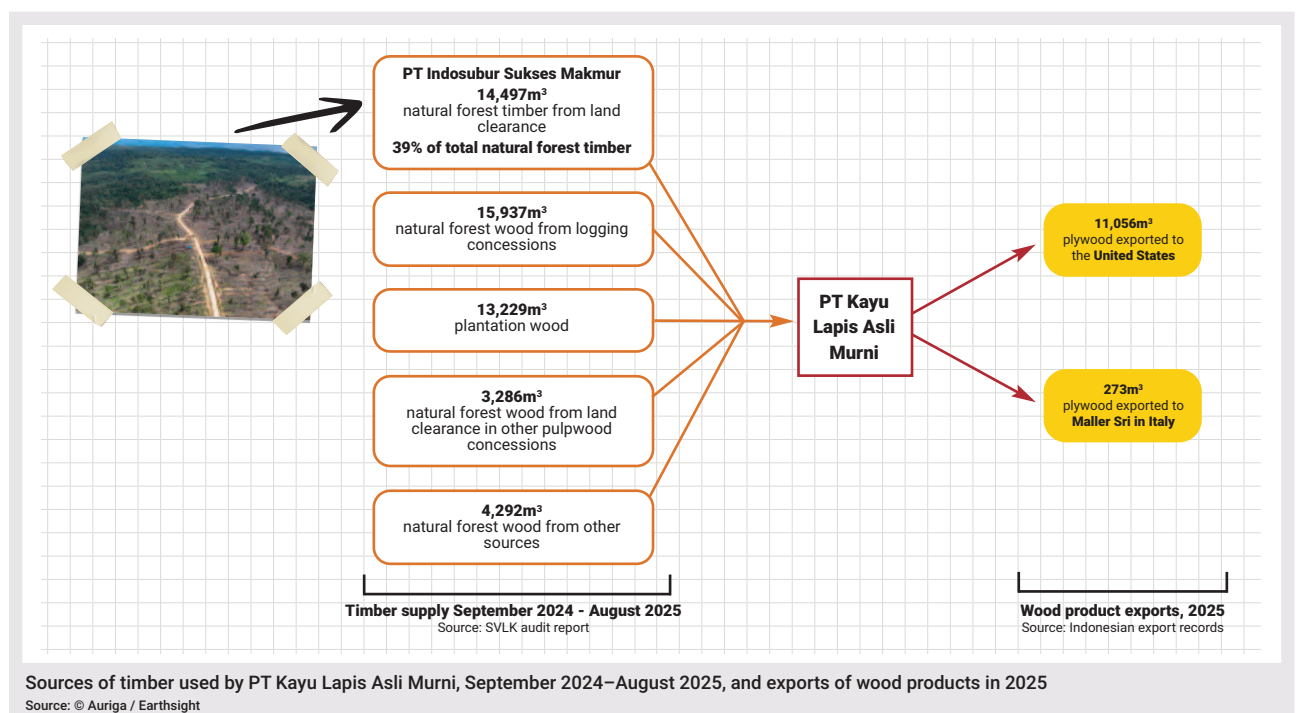 PT Indosubur Sukses Makmur
14,497m³
natural forest timber from land
clearance
39% of total natural forest timber
15,937m³
natural forest wood from logging
concessions
13,229m³
plantation wood
3,286m³
natural forest wood from land
clearance in other pulpwood
concessions
4,292m³
natural forest wood from other
sources
Timber supply September 2024 - August 2025
Source: SVLK audit report
PT Kayu
Lapis Asli
Murni
11,056m³
plywood exported to
the United States
273m³
plywood exported to
Maller Sri in Italy
Wood product exports, 2025
Source: Indonesian export records
Sources of timber used by PT Kayu Lapis Asli Murni, September 2024–August 2025, and exports of wood products in 2025
Source: © Auriga / Earthsight